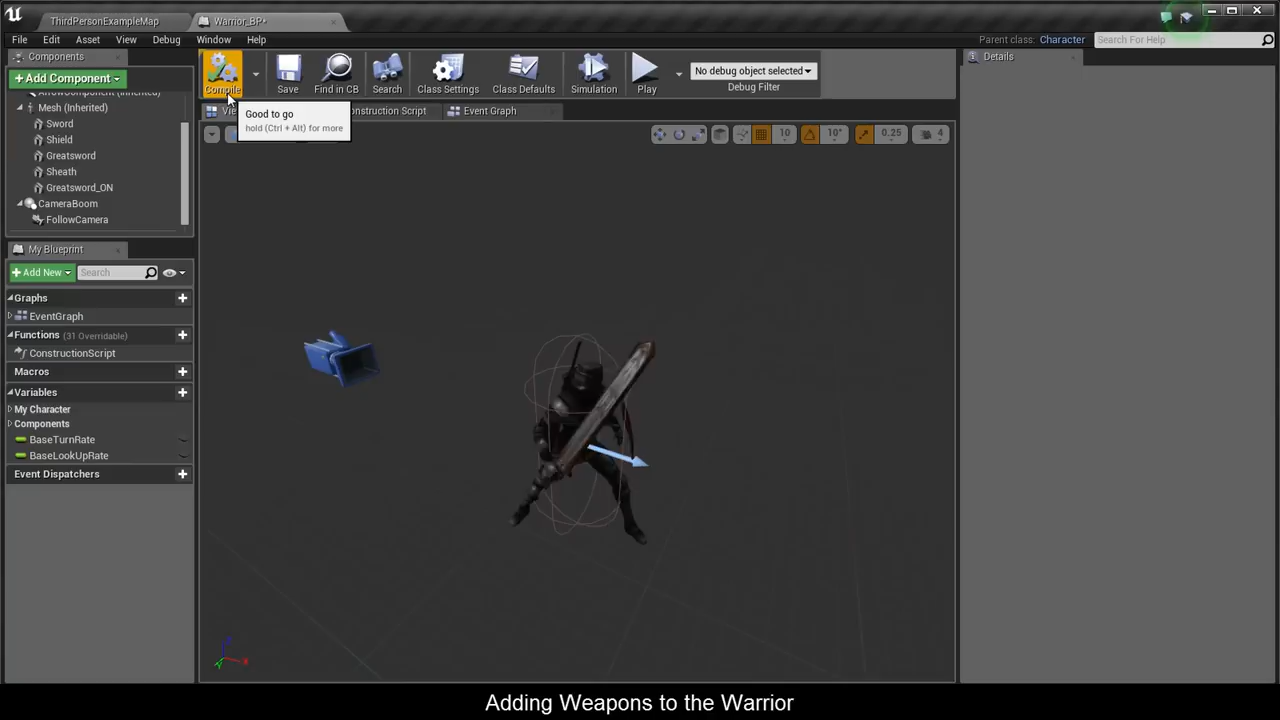 ThirdPersonExampleMap
Warrior_BP*
File Edit Asset View Debug Window Help
Parent class: Character
Search For Help
Components
+Add Component
Mesh (Inherited)
Sword
Shield
Greatsword
Sheath
Greatsword_ON
CameraBoom
FollowCamera
Compile
Save
Find in CB
Search
Class Settings
Class Defaults
Simulation
Play
No debug object selected
Debug Filter
Details
Good to go
hold (Ctrl + Alt) for more
onstruction Script
Event Graph
10
10°
0.25
4
My Blueprint
+Add New
Search
Graphs
EventGraph
Functions (31 Overridable)
ConstructionScript
Macros
Variables
My Character
Components
BaseTurnRate
BaseLookUpRate
Event Dispatchers
Adding Weapons to the Warrior